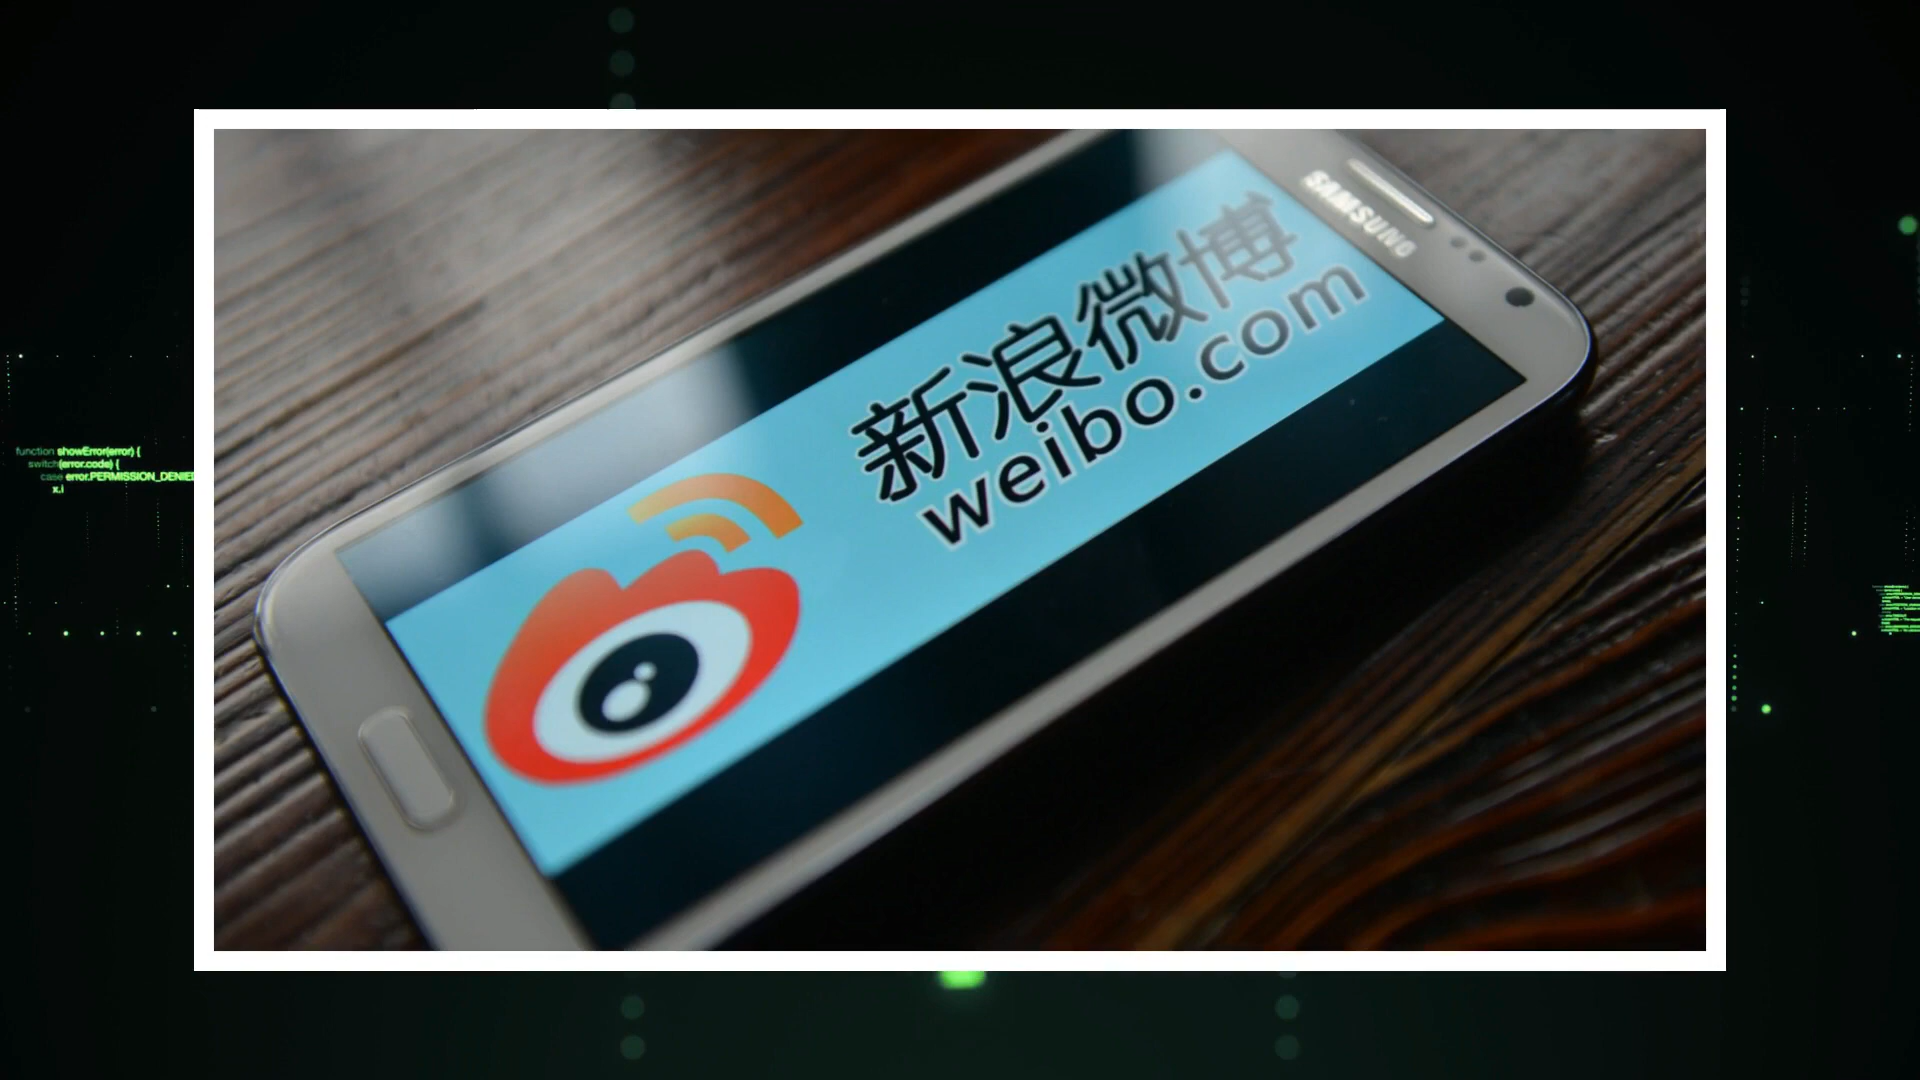 SAMSUNG
新浪微博
weibo.com
function showError(error) {
switch(error.code) {
case error.PERMISSION_DENIED
x.i